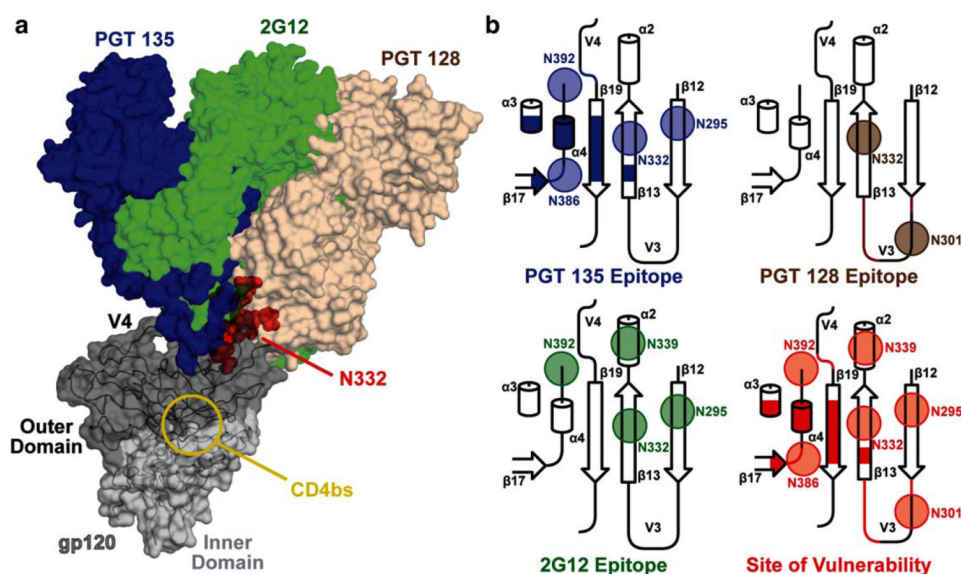 a
PGT 135
2G12
PGT 128
V4
N332
Outer
Domain
CD4bs
gp120
Inner
Domain
b
N392
V4
α2
β19
β12
α3
N295
α4
N332
β17
N386
β13
V3
PGT 135 Epitope
V4
α2
β19
β12
α3
α4
N332
β17
β13
V3
N301
PGT 128 Epitope
V4
α2
N392
N339
β19
β12
α3
N295
α4
N332
β17
β13
V3
2G12 Epitope
V4
α2
N392
N339
β19
β12
α3
N295
α4
N332
β17
N386
β13
V3
N301
Site of Vulnerability